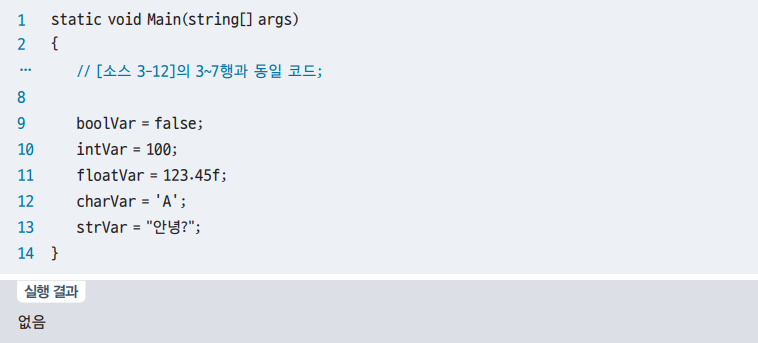 1 static void Main(string[] args)
2 {
... // [소스 3-12]의 3~7행과 동일 코드;
8
9 boolVar = false;
10 intVar = 100;
11 floatVar = 123.45f;
12 charVar = 'A';
13 strVar = "안녕?";
14 }
실행 결과
없음